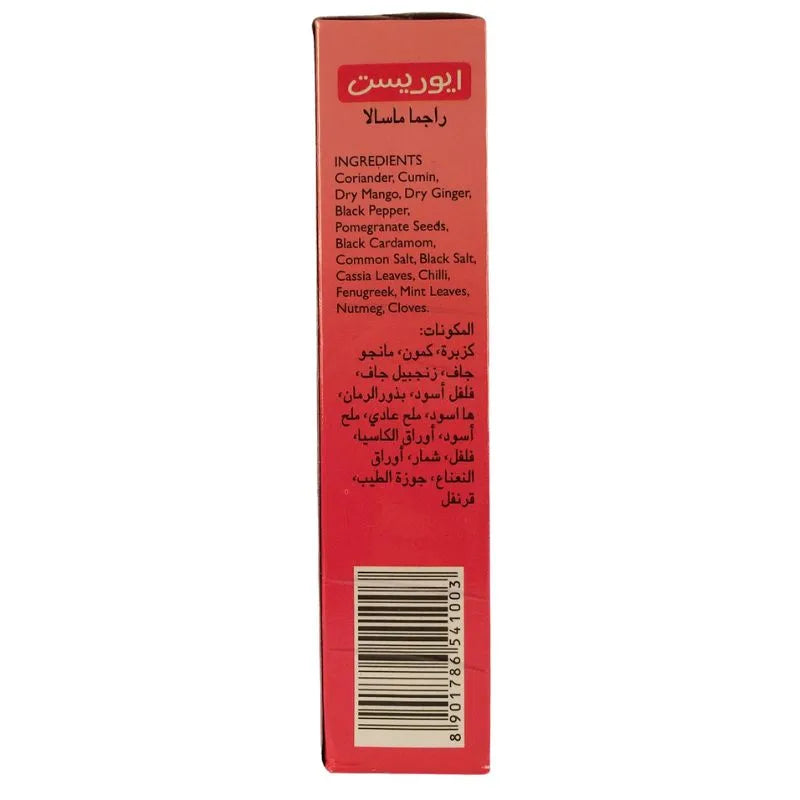 ايوريست
راجما ماسالا
INGREDIENTS
Coriander, Cumin,
Dry Mango, Dry Ginger,
Black Pepper,
Pomegranate Seeds,
Black Cardamom,
Common Salt, Black Salt,
Cassia Leaves, Chilli,
Fenugreek, Mint Leaves,
Nutmeg, Cloves.
المكونات:
كزبرة، كمون، مانجو
جاف، زنجبيل جاف،
فلفل أسود، بذورالرمان،
ها اسود، ملح عادي، ملح
أسود، أوراق الكاسيا،
فلفل، شمار، أوراق
النعناع، جوزة الطيب،
قرنفل
8 901786 541003